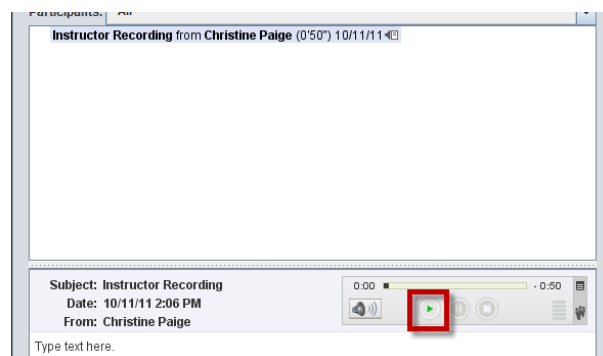 Participants: All
Instructor Recording from Christine Paige (0'50") 10/11/11
Subject: Instructor Recording
0:00 - 0:50
Date: 10/11/11 2:06 PM
From: Christine Paige
Type text here.